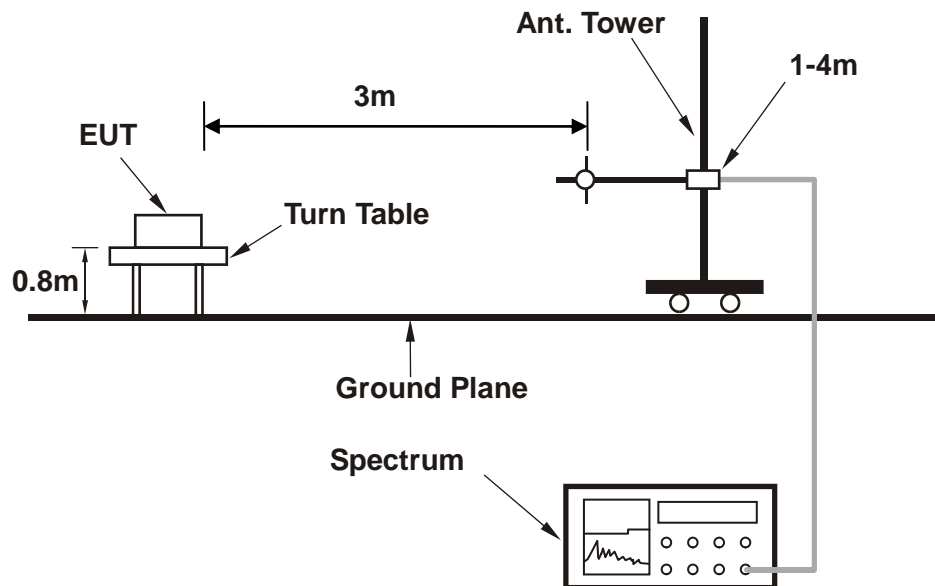 Ant. Tower
1-4m
3m
EUT
Turn Table
0.8m
Ground Plane
Spectrum